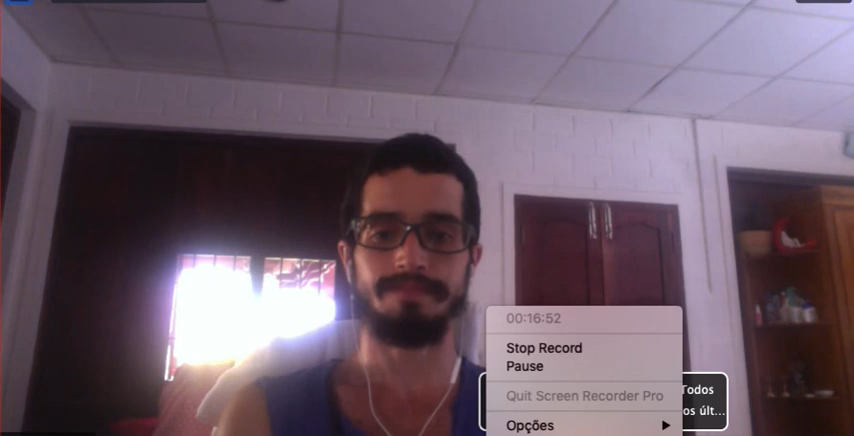 00:16:52
Stop Record
Pause
Quit Screen Recorder Pro
Opções
Todos
os últ...